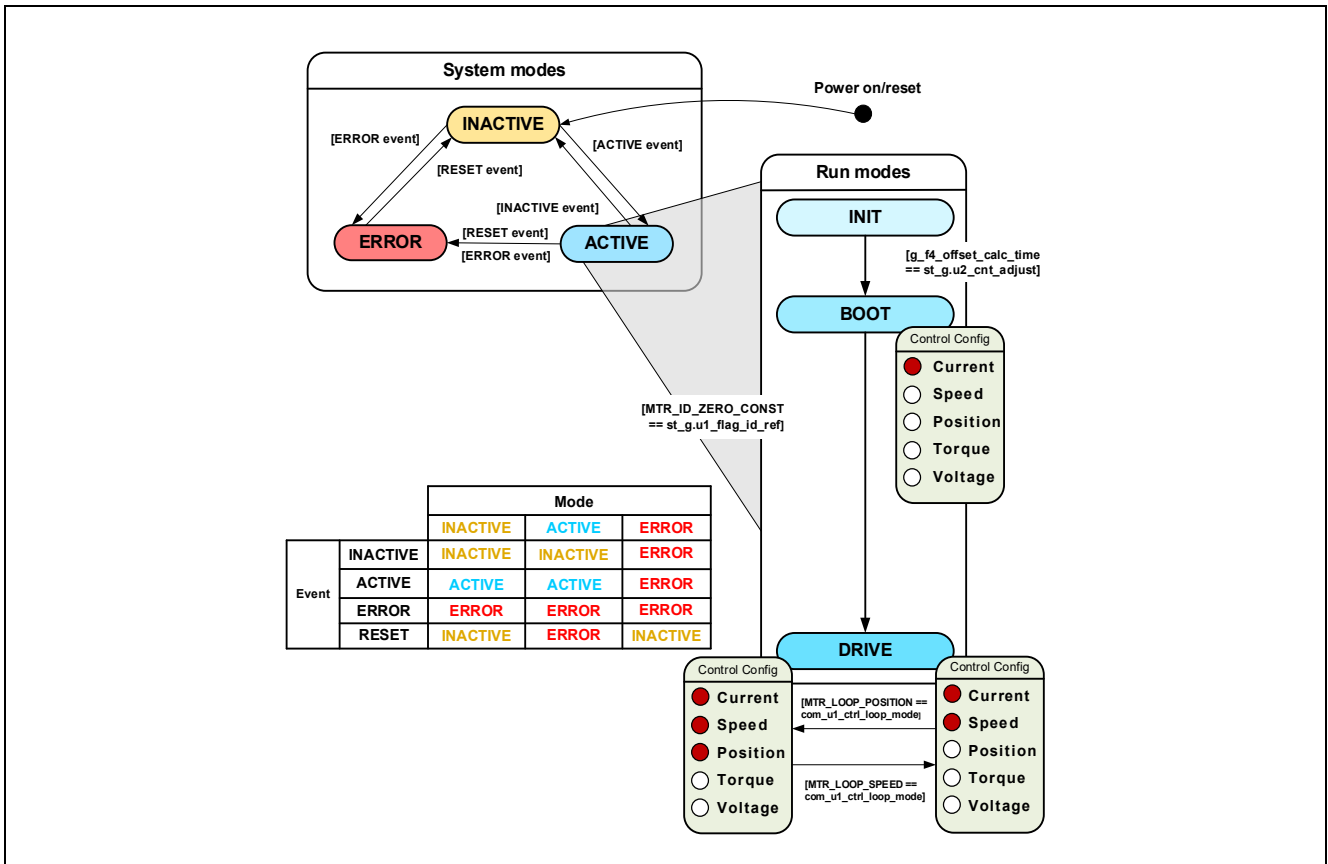 System modes
Power on/reset
INACTIVE
[ERROR event]
[ACTIVE event]
[RESET event]
[INACTIVE event]
[RESET event]
[ERROR event]
ERROR
ACTIVE
Run modes
INIT
[g_f4_offset_calc_time
== st_g.u2_cnt_adjust]
BOOT
Control Config
Current
Speed
Position
Torque
Voltage
[MTR_ID_ZERO_CONST
== st_g.u1_flag_id_ref]
Mode
INACTIVE ACTIVE ERROR
Event
INACTIVE INACTIVE INACTIVE ERROR
ACTIVE ACTIVE ACTIVE ERROR
ERROR ERROR ERROR ERROR
RESET INACTIVE ERROR INACTIVE
DRIVE
Control Config
Current
Speed
Position
Torque
Voltage
[MTR_LOOP_POSITION ==
com_u1_ctrl_loop_mode]
[MTR_LOOP_SPEED ==
com_u1_ctrl_loop_mode]
Control Config
Current
Speed
Position
Torque
Voltage